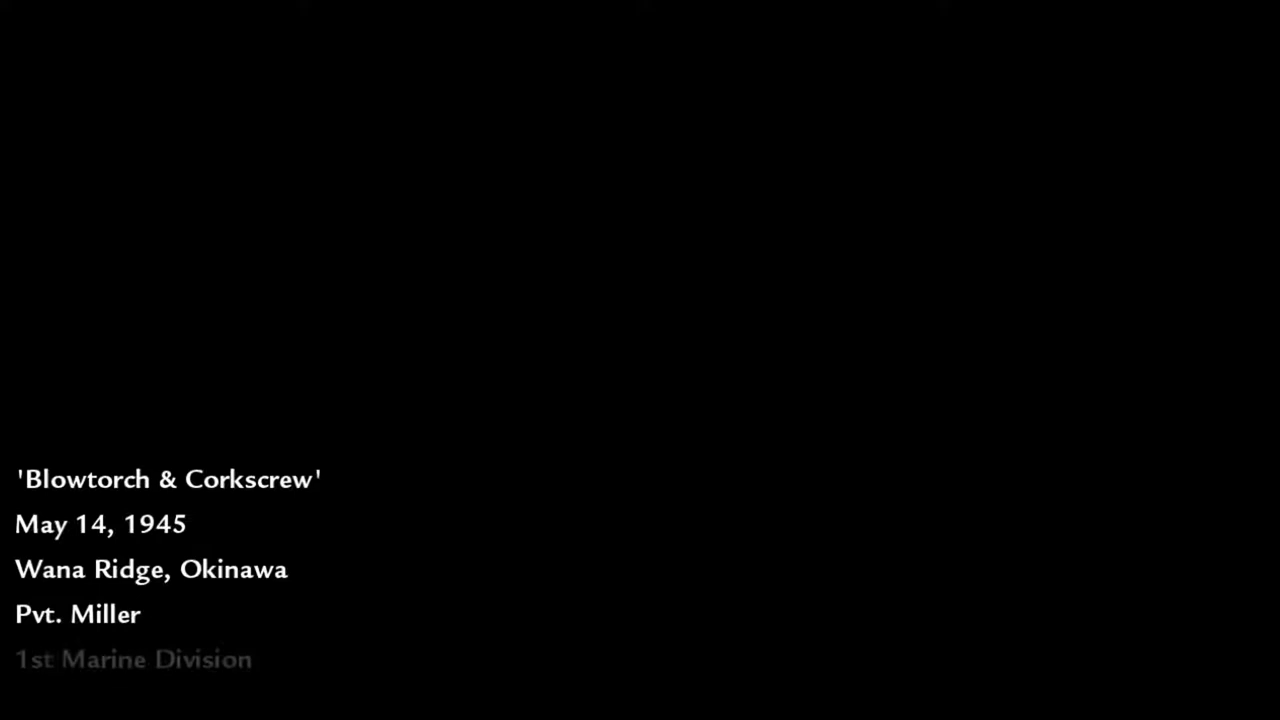 'Blowtorch & Corkscrew'
May 14, 1945
Wana Ridge, Okinawa
Pvt. Miller
1st Marine Division